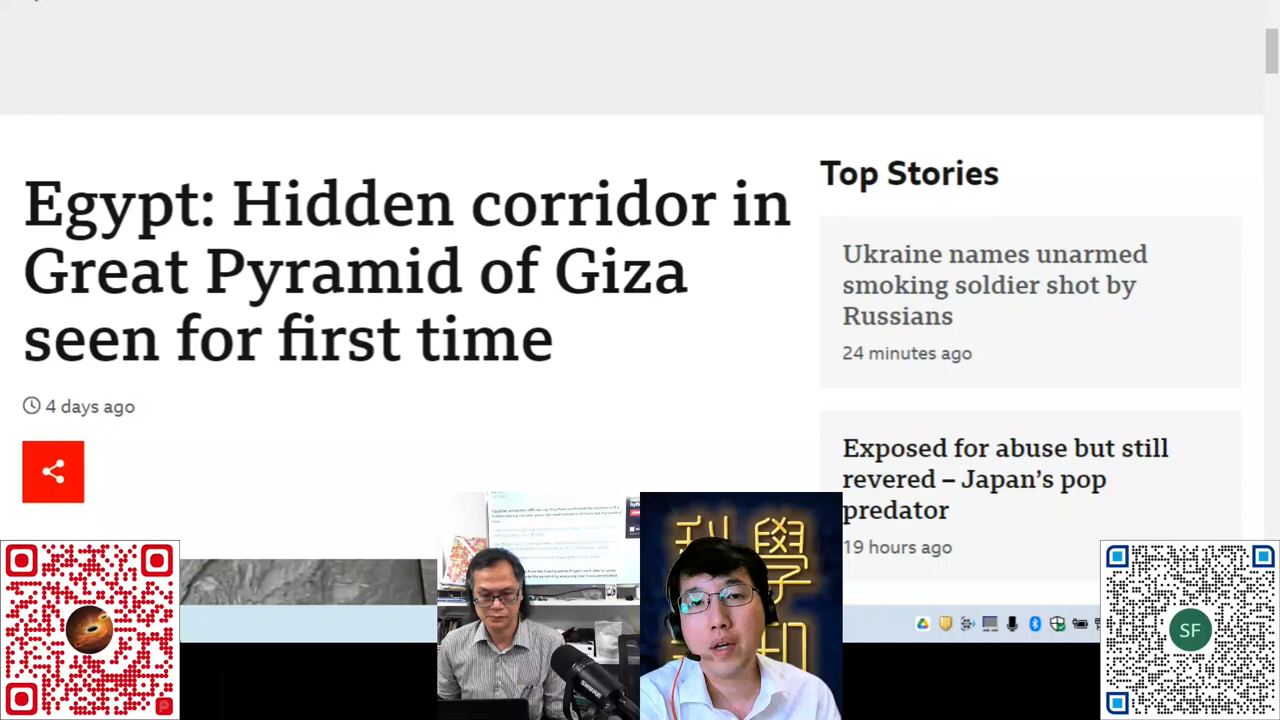 Egypt: Hidden corridor in
Great Pyramid of Giza
seen for first time
4 days ago
Top Stories
Ukraine names unarmed
smoking soldier shot by
Russians
24 minutes ago
Exposed for abuse but still
revered – Japan's pop
predator
19 hours ago
科學
SF